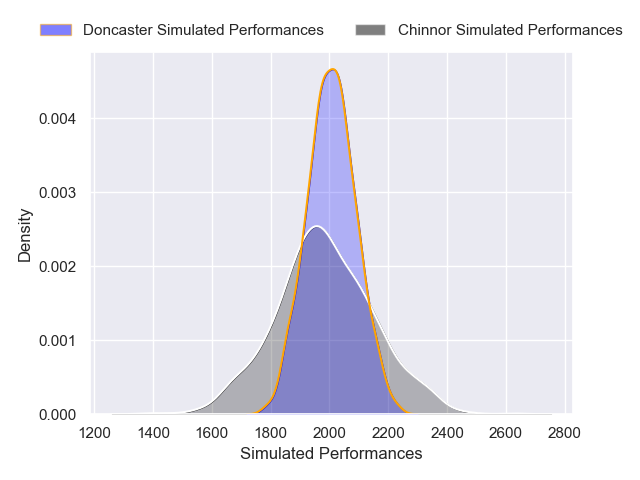 Doncaster Simulated Performances Chinnor Simulated Performances
0.004
0.003
0.002
0.001
0.000
Density
1200 1400 1600 1800 2000 2200 2400 2600 2800
Simulated Performances